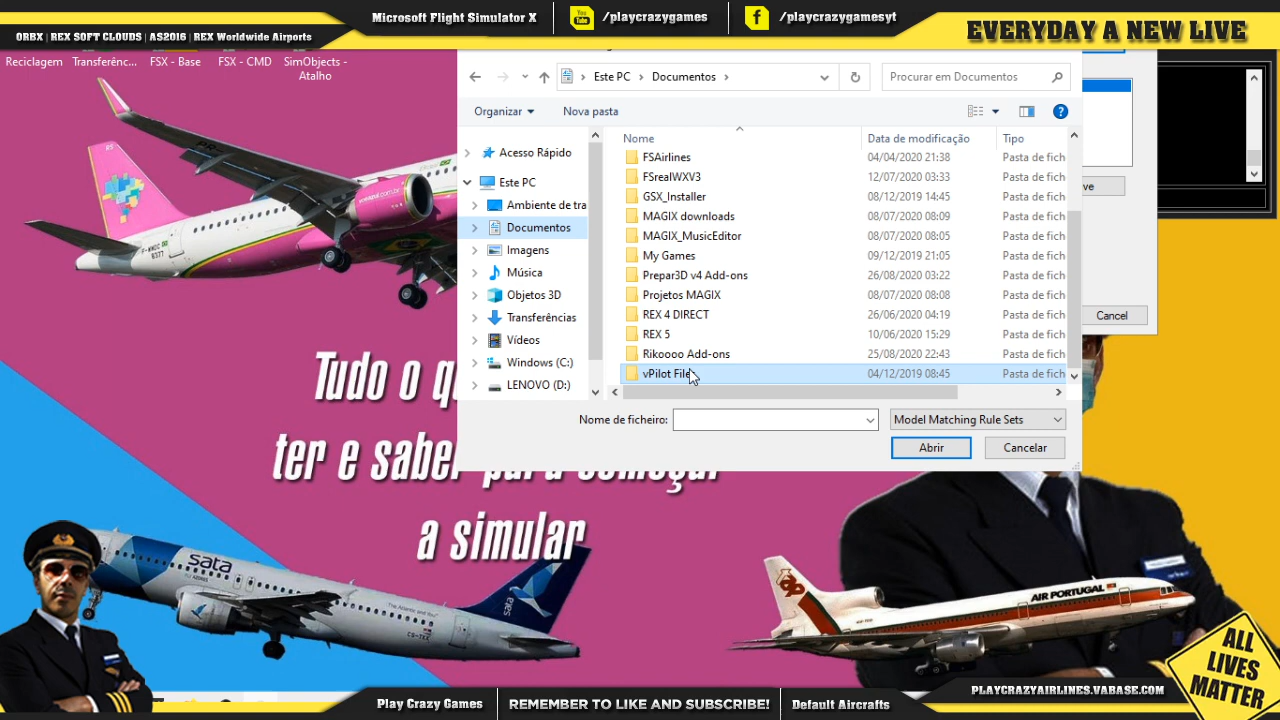 Microsoft Flight Simulator X
You Tube
/playcrazygames
/playcrazygamesyt
ORBX | REX SOFT CLOUDS | AS2016 | REX Worldwide Airports
EVERYDAY A NEW LIVE
Reciclagem
Transferênc...
FSX - Base
FSX - CMD
SimObjects - Atalho
Este PC
Documentos
Procurar em Documentos
Organizar
Nova pasta
Nome
Data de modificação
Tipo
Acesso Rápido
Este PC
Ambiente de tra
Documentos
Imagens
Música
Objetos 3D
Transferências
Vídeos
Windows (C:)
LENOVO (D:)
FSAirlines 04/04/2020 21:38 Pasta de fich
FSrealWXV3 12/07/2020 03:33 Pasta de fich
GSX_Installer 08/12/2019 14:45 Pasta de fich
MAGIX downloads 08/07/2020 08:09 Pasta de fich
MAGIX_MusicEditor 08/07/2020 08:05 Pasta de fich
My Games 09/12/2019 21:05 Pasta de fich
Prepar3D v4 Add-ons 26/08/2020 03:22 Pasta de fich
Projetos MAGIX 08/07/2020 08:08 Pasta de fich
REX 4 DIRECT 26/06/2020 04:19 Pasta de fich
REX 5 10/06/2020 15:29 Pasta de fich
Rikoooo Add-ons 25/08/2020 22:43 Pasta de fich
vPilot File 04/12/2019 08:45 Pasta de fich
Nome de ficheiro:
Model Matching Rule Sets
Abrir
Cancelar
ve
Cancel
Tudo o q
ter e saber para começar
a simular
sata
CS-TKK
sata
AIR PORTUGAL
ALL
LIVES
MATTER
Play Crazy Games
REMEMBER TO LIKE AND SUBSCRIBE!
Default Aircrafts
PLAYCRAZYAIRLINES.VABASE.COM